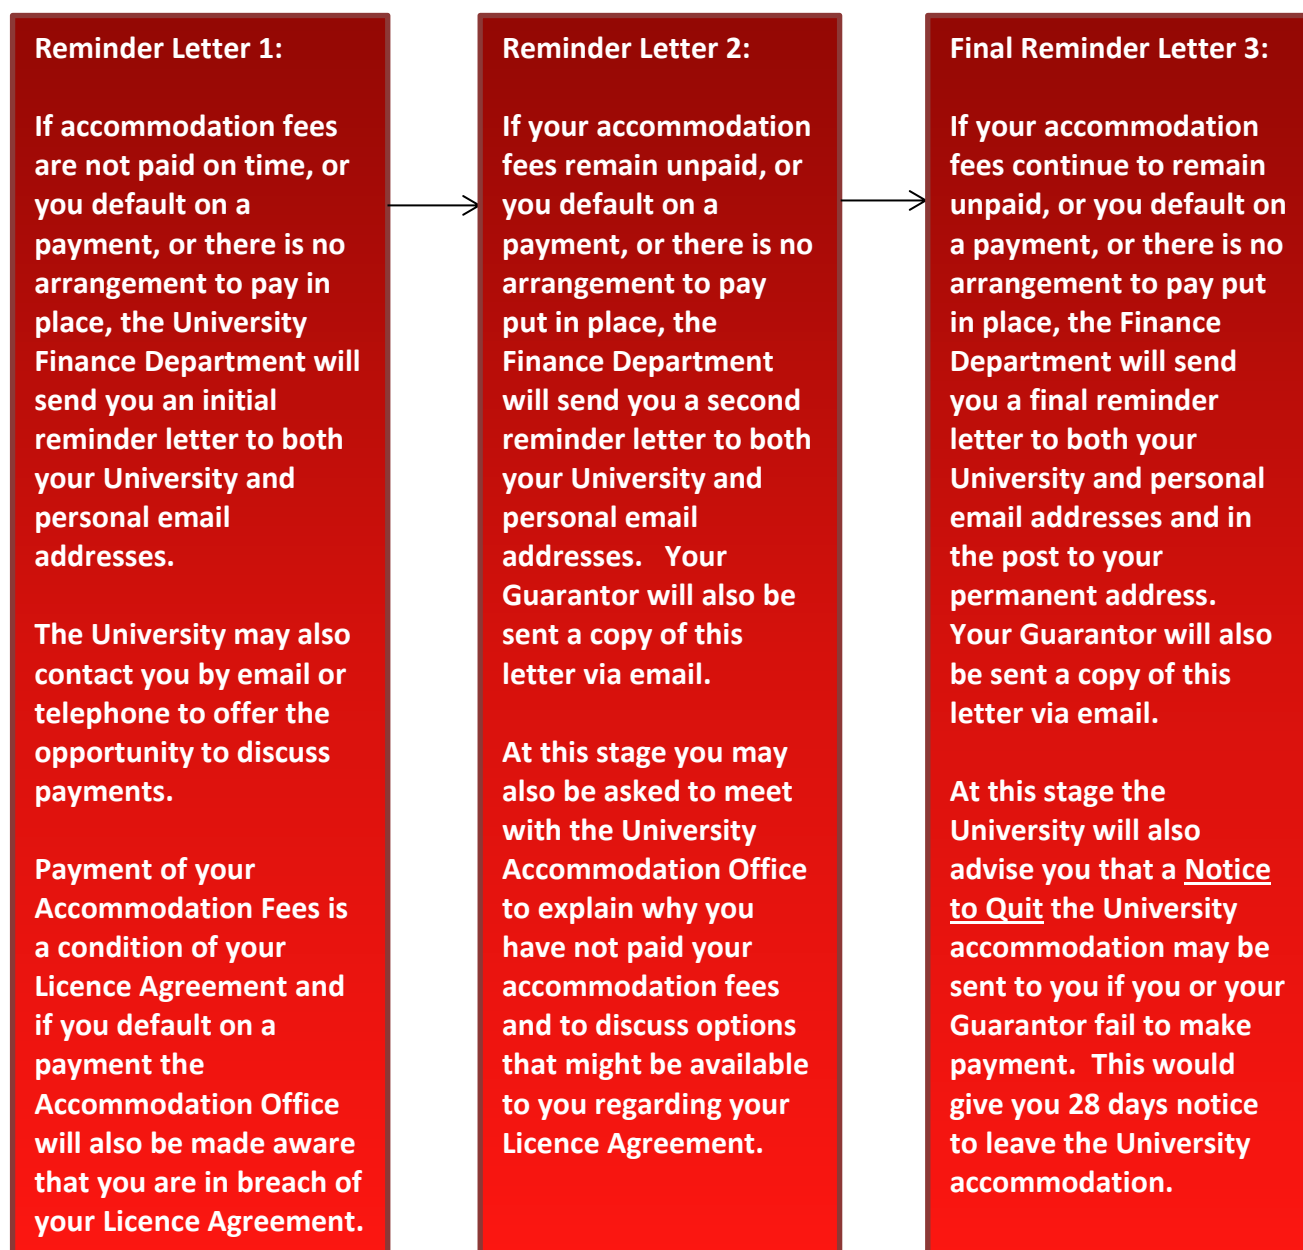 Reminder Letter 1:
If accommodation fees
are not paid on time, or
you default on a
payment, or there is no
arrangement to pay in
place, the University
Finance Department will
send you an initial
reminder letter to both
your University and
personal email
addresses.
The University may also
contact you by email or
telephone to offer the
opportunity to discuss
payments.
Payment of your
Accommodation Fees is
a condition of your
Licence Agreement and
if you default on a
payment the
Accommodation Office
will also be made aware
that you are in breach of
your Licence Agreement.
Reminder Letter 2:
If your accommodation
fees remain unpaid, or
you default on a
payment, or there is no
arrangement to pay
put in place, the
Finance Department
will send you a second
reminder letter to both
your University and
personal email
addresses.   Your
Guarantor will also be
sent a copy of this
letter via email.
At this stage you may
also be asked to meet
with the University
Accommodation Office
to explain why you
have not paid your
accommodation fees
and to discuss options
that might be available
to you regarding your
Licence Agreement.
Final Reminder Letter 3:
If your accommodation
fees continue to remain
unpaid, or you default on
a payment, or there is no
arrangement to pay put
in place, the Finance
Department will send
you a final reminder
letter to both your
University and personal
email addresses and in
the post to your
permanent address.
Your Guarantor will also
be sent a copy of this
letter via email.
At this stage the
University will also
advise you that a Notice
to Quit the University
accommodation may be
sent to you if you or your
Guarantor fail to make
payment.  This would
give you 28 days notice
to leave the University
accommodation.